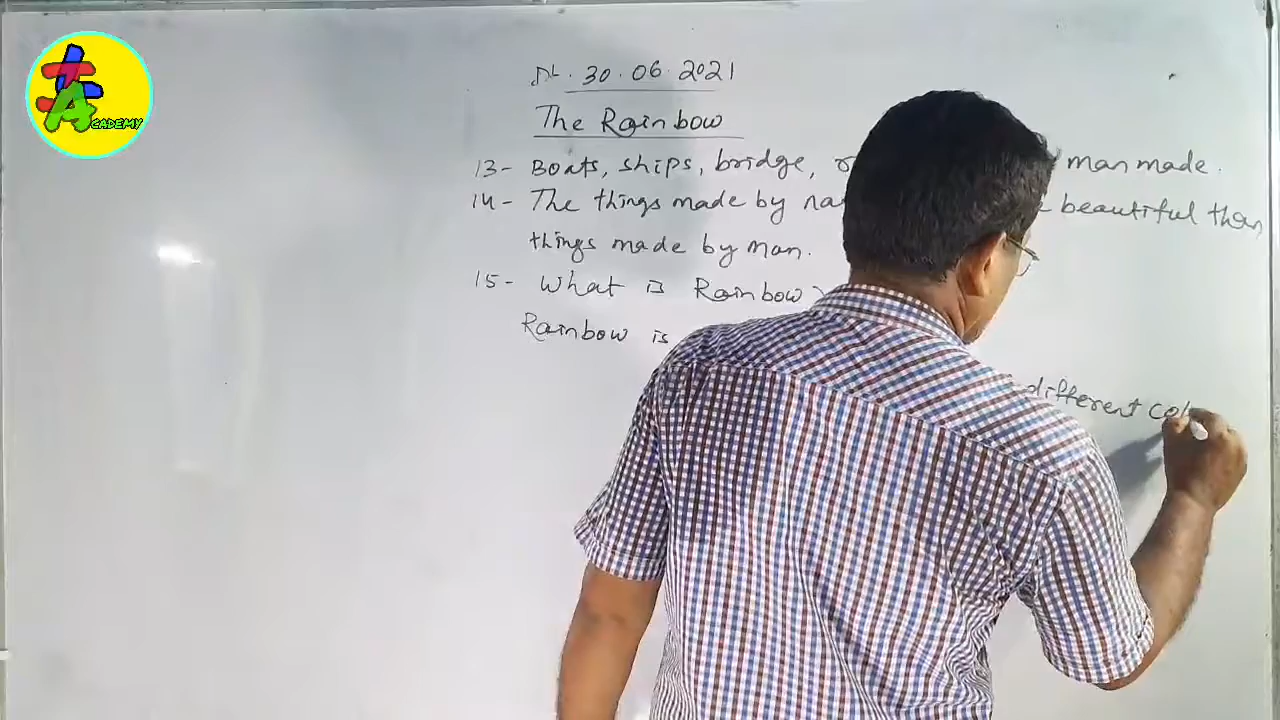 A
CADEMY
Dt. 30.06.2021
The Rainbow
13- Boats, ships, bridge, man made.
14- The things made by beautiful than
things made by man.
15- What is Rainbow?
Rainbow is
different col